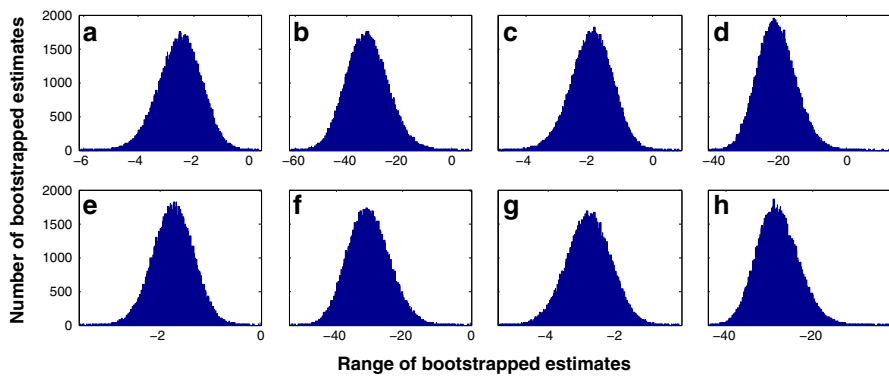 Number of bootstrapped estimates
2000
1500
1000
500
0
a
−6 −4 −2 0
b
−60 −40 −20 0
c
−4 −2 0
d
−40 −20 0
2000
1500
1000
500
0
e
−2 0
f
−40 −20 0
g
−4 −2
h
−40 −20
Range of bootstrapped estimates